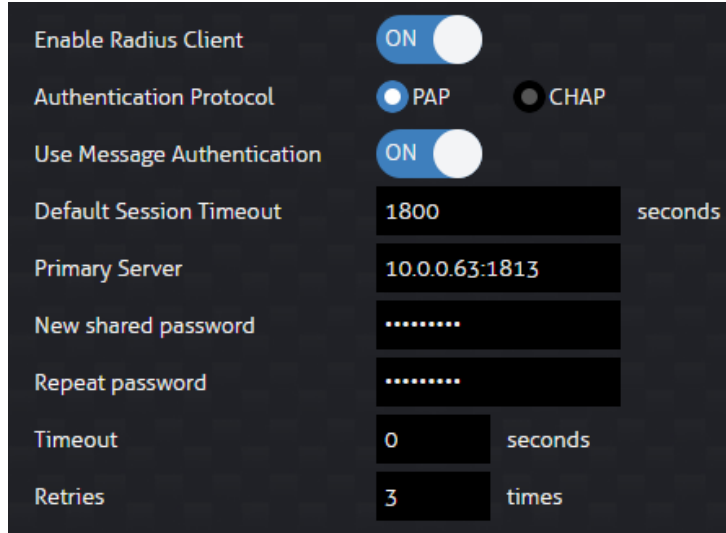 Enable Radius Client ON
Authentication Protocol PAP CHAP
Use Message Authentication ON
Default Session Timeout 1800 seconds
Primary Server 10.0.0.63:1813
New shared password •••••••••
Repeat password •••••••••
Timeout 0 seconds
Retries 3 times